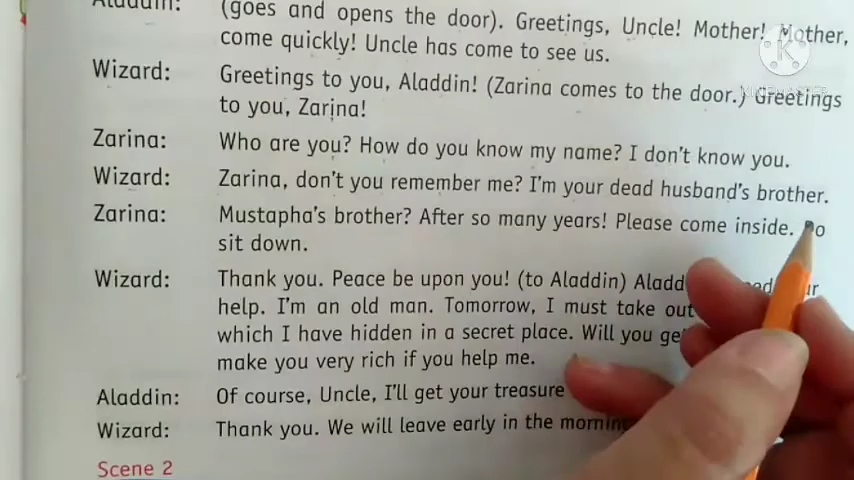 Aladdin: (goes and opens the door). Greetings, Uncle! Mother! Mother,
come quickly! Uncle has come to see us.
Wizard: Greetings to you, Aladdin! (Zarina comes to the door.) Greetings
to you, Zarina!
Zarina: Who are you? How do you know my name? I don't know you.
Wizard: Zarina, don't you remember me? I'm your dead husband's brother.
Zarina: Mustapha's brother? After so many years! Please come inside. Do
sit down.
Wizard: Thank you. Peace be upon you! (to Aladdin)
help. I'm an old man. Tomorrow, I must take out
which I have hidden in a secret place. Will you
make you very rich if you help me.
Aladdin: Of course, Uncle, I'll get your treasure
Wizard: Thank you. We will leave early in the morning
Scene 2
KINEMASTER